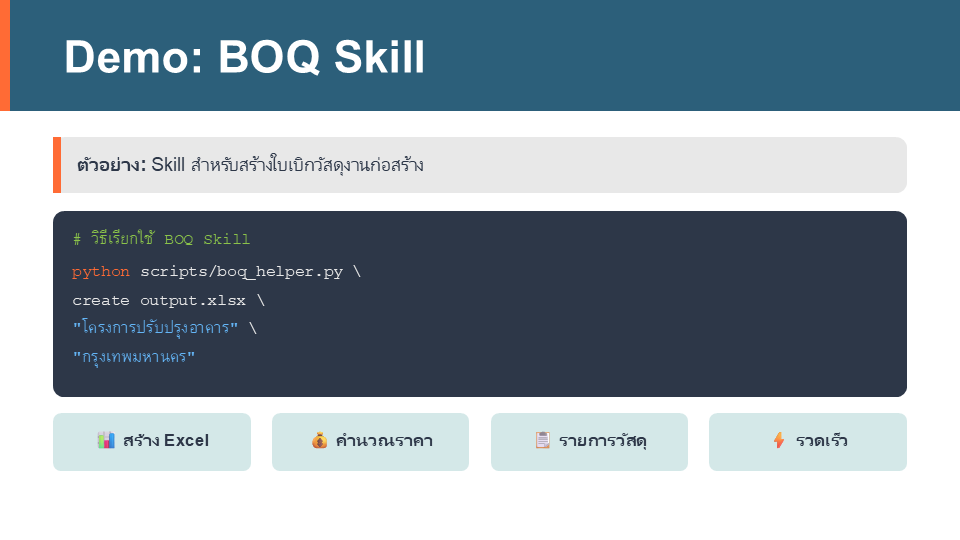 Demo: BOQ Skill
ตัวอย่าง: Skill สำหรับสร้างใบเบิกวัสดุงานก่อสร้าง
# วิธีเรียกใช้ BOQ Skill
python scripts/boq_helper.py \
create output.xlsx \
"โครงการปรับปรุงอาคาร" \
"กรุงเทพมหานคร"
📊 สร้าง Excel
💰 คำนวณราคา
📋 รายการวัสดุ
⚡ รวดเร็ว